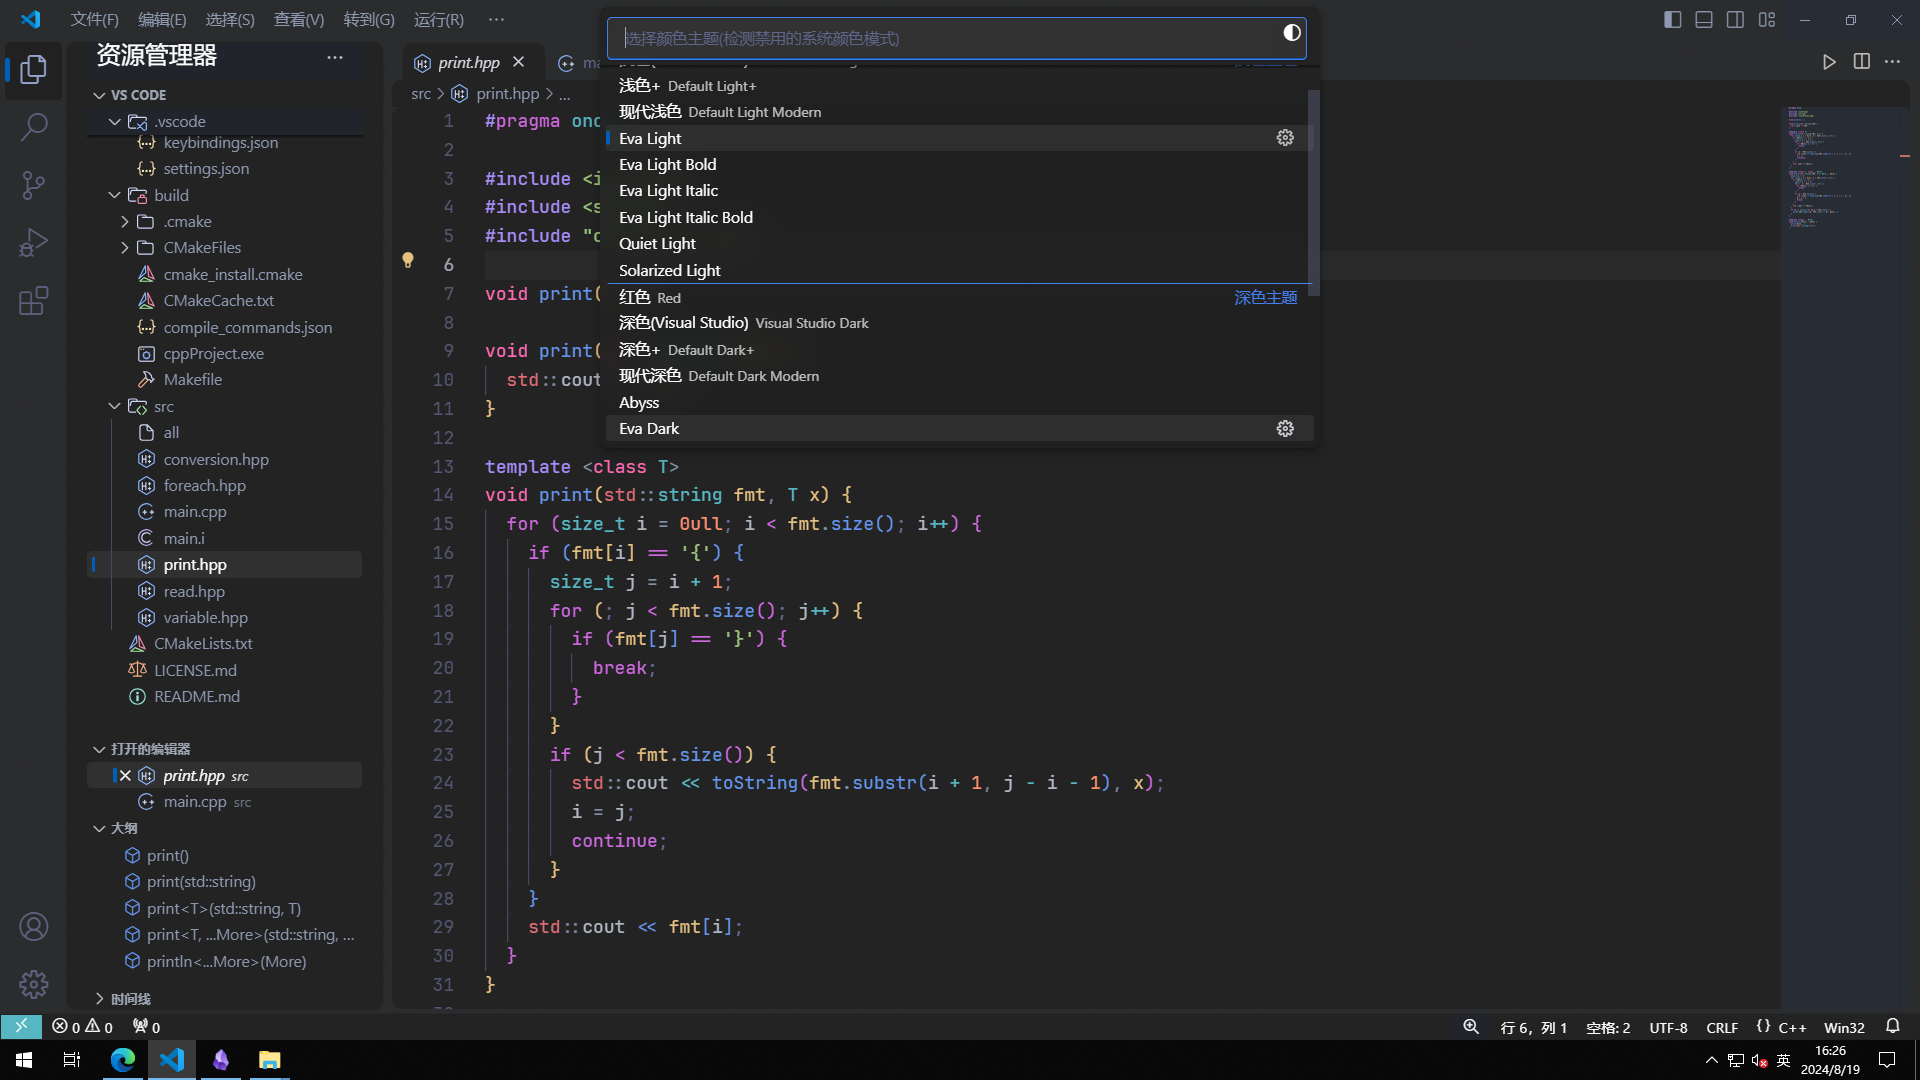 文件(F) 编辑(E) 选择(S) 查看(V) 转到(G) 运行(R) ···
选择颜色主题(检测禁用的系统颜色模式)
浅色+ Default Light+
现代浅色 Default Light Modern
Eva Light
Eva Light Bold
Eva Light Italic
Eva Light Italic Bold
Quiet Light
Solarized Light
红色 Red 深色主题
深色(Visual Studio) Visual Studio Dark
深色+ Default Dark+
现代深色 Default Dark Modern
Abyss
Eva Dark
资源管理器 ···
VS CODE
.vscode
keybindings.json
settings.json
build
.cmake
CMakeFiles
cmake_install.cmake
CMakeCache.txt
compile_commands.json
cppProject.exe
Makefile
src
all
conversion.hpp
foreach.hpp
main.cpp
main.i
print.hpp
read.hpp
variable.hpp
CMakeLists.txt
LICENSE.md
README.md
打开的编辑器
print.hpp src
main.cpp src
大纲
print()
print(std::string)
print<T>(std::string, T)
print<T, ...More>(std::string, ...
println<...More>(More)
时间线
print.hpp
src > print.hpp > ...
1 #pragma
2
3 #include
4 #include
5 #include
6
7 void print(
8
9 void print(
10 std::cout
11 }
12
13 template <class T>
14 void print(std::string fmt, T x) {
15 for (size_t i = 0ull; i < fmt.size(); i++) {
16 if (fmt[i] == '{') {
17 size_t j = i + 1;
18 for (; j < fmt.size(); j++) {
19 if (fmt[j] == '}') {
20 break;
21 }
22 }
23 if (j < fmt.size()) {
24 std::cout << toString(fmt.substr(i + 1, j - i - 1), x);
25 i = j;
26 continue;
27 }
28 }
29 std::cout << fmt[i];
30 }
31 }
0 0 0
行 6，列 1 空格: 2 UTF-8 CRLF {} C++ Win32
英
16:26
2024/8/19